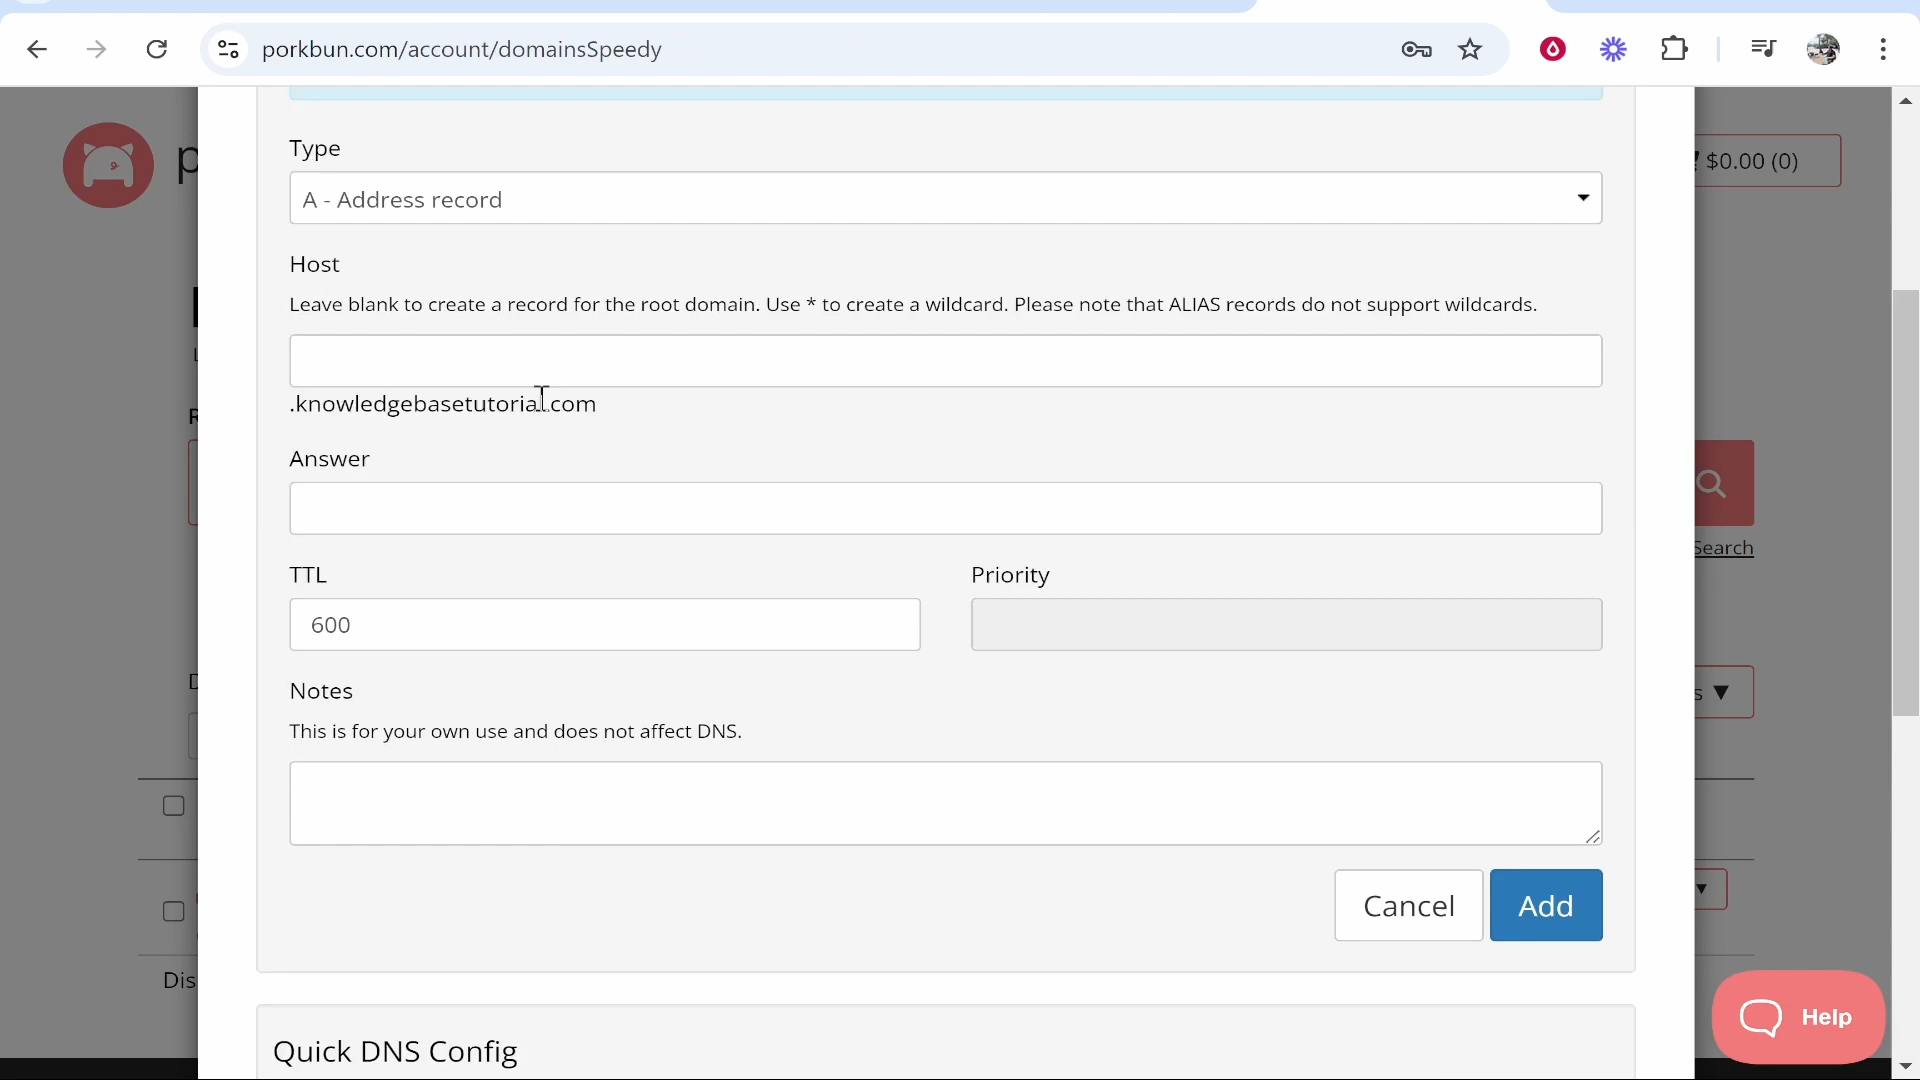 porkbun.com/account/domainsSpeedy
$0.00 (0)
Type
A - Address record
Host
Leave blank to create a record for the root domain. Use * to create a wildcard. Please note that ALIAS records do not support wildcards.
.knowledgebasetutorial.com
Answer
Search
TTL
Priority
600
Notes
This is for your own use and does not affect DNS.
Cancel
Add
Dis
Help
Quick DNS Config